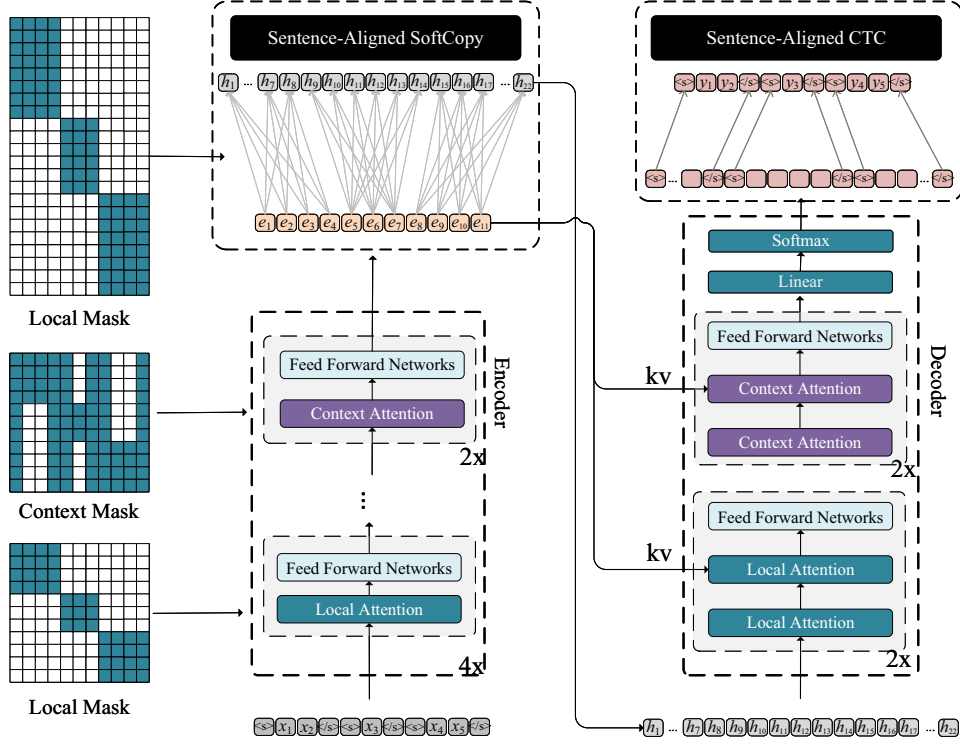 Sentence-Aligned SoftCopy
h1 ... h7 h8 h9 h10 h11 h12 h13 h14 h15 h16 h17 ... h22
e1 e2 e3 e4 e5 e6 e7 e8 e9 e10 e11
Local Mask
Context Mask
Local Mask
Feed Forward Networks
Context Attention
2x
Encoder
...
Feed Forward Networks
Local Attention
4x
<s> x1 x2 </s> <s> x3 </s> <s> x4 x5 </s>
Sentence-Aligned CTC
<s> y1 y2 </s> <s> y3 </s> <s> y4 y5 </s>
<s> ... </s> <s> </s> <s> ... </s>
Softmax
Linear
Feed Forward Networks
kv
Context Attention
Context Attention
2x
Decoder
Feed Forward Networks
kv
Local Attention
Local Attention
2x
h1 ... h7 h8 h9 h10 h11 h12 h13 h14 h15 h16 h17 ... h22